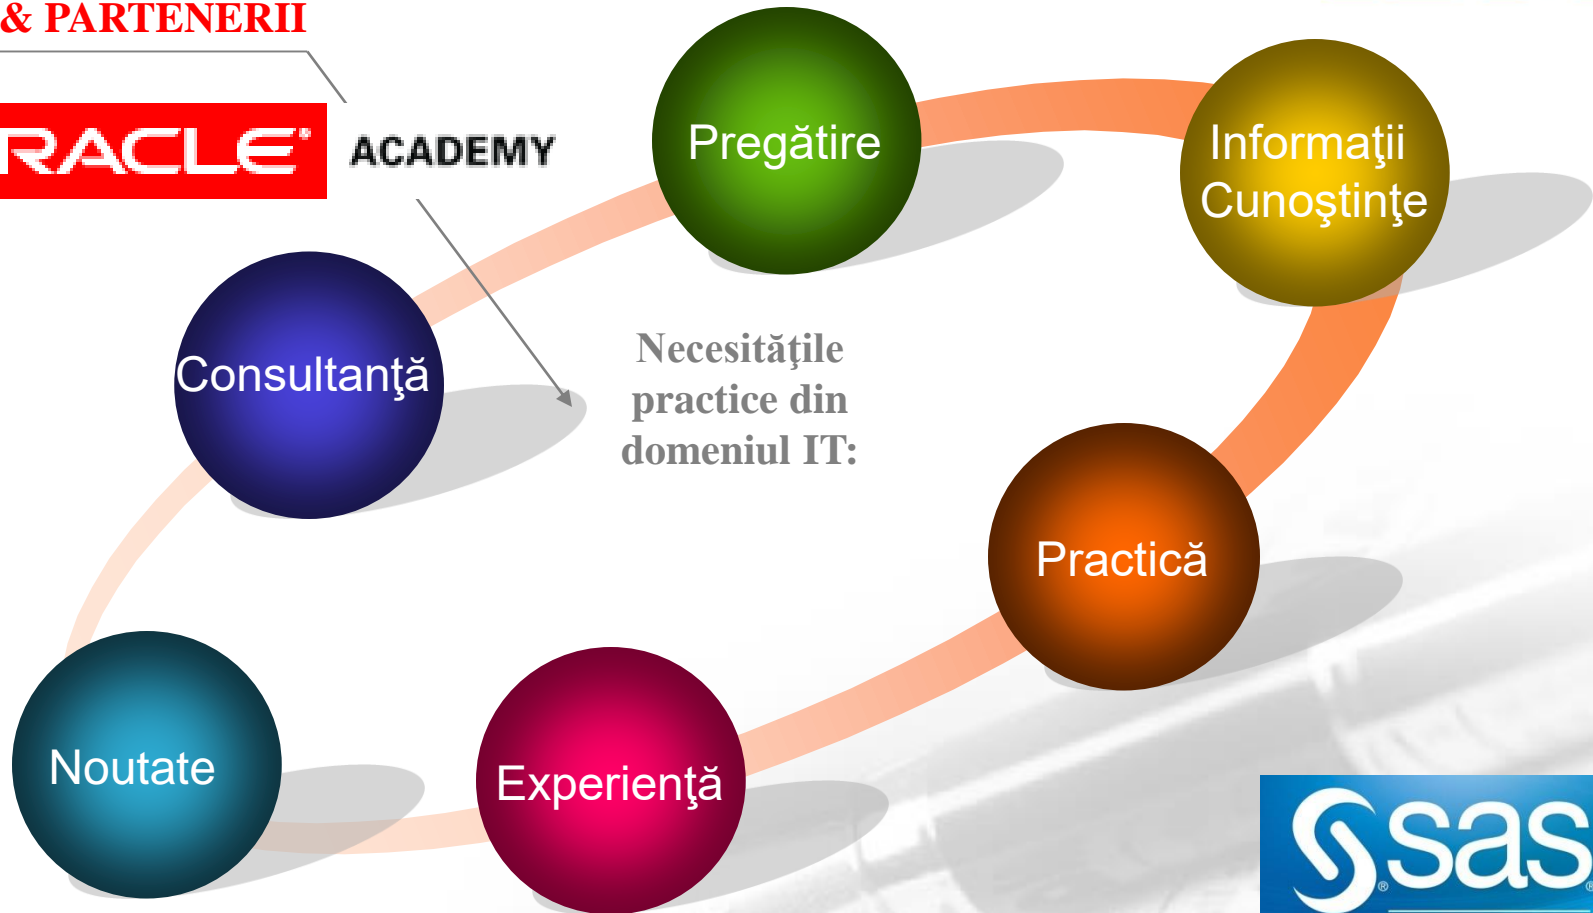 & PARTENERII
RACLE®
ACADEMY
Pregătire
Informaţii
Cunoştinţe
Consultanţă
Necesităţile
practice din
domeniul IT:
Practică
Noutate
Experienţă
sas